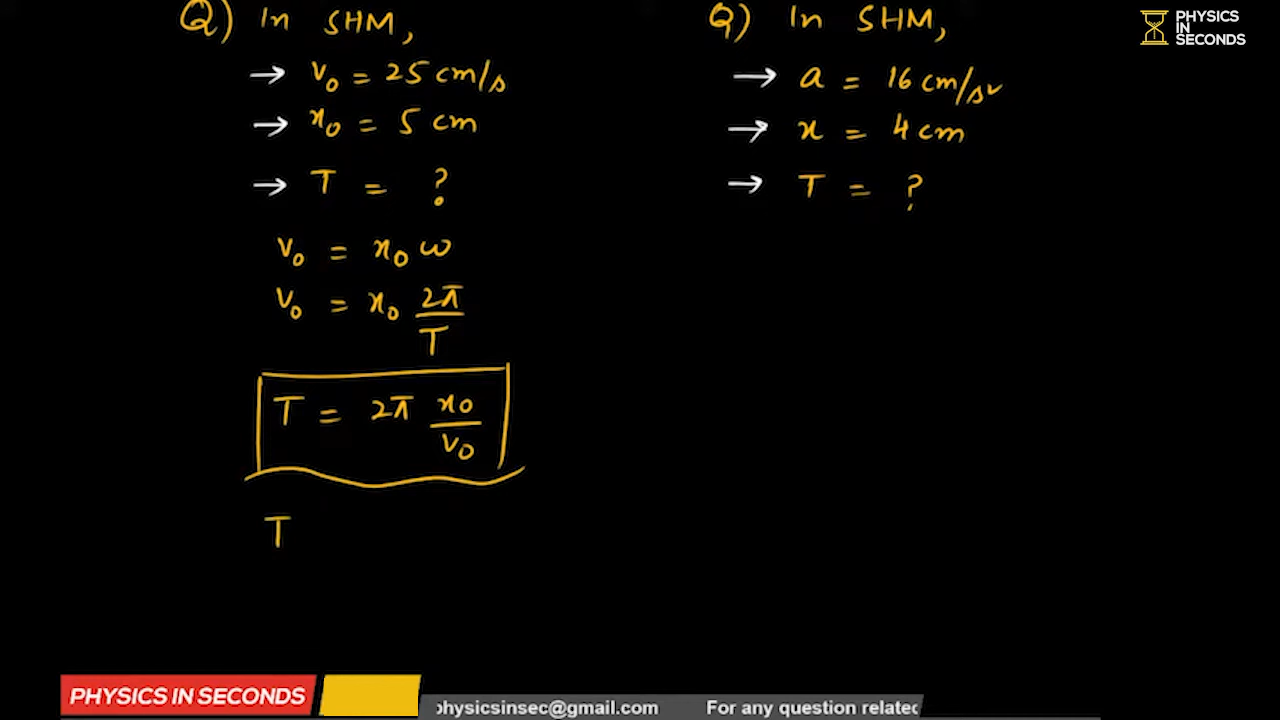 Q) In SHM,
→ v₀ = 25 cm/s
→ x₀ = 5 cm
→ T = ?
v₀ = x₀ ω
v₀ = x₀ 2π/T
T = 2π x₀/v₀
T
Q) In SHM,
→ a = 16 cm/s²
→ x = 4 cm
→ T = ?
PHYSICS
IN
SECONDS
PHYSICS IN SECONDS
physicsinsec@gmail.com For any question related